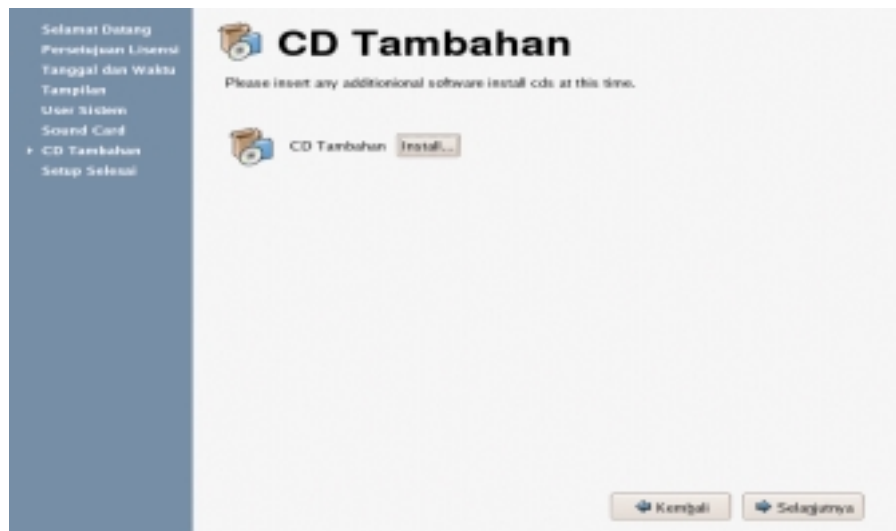 Selamat Datang
Persetujuan Lisensi
Tanggal dan Waktu
Tampilan
User Sistem
Sound Card
CD Tambahan
Setup Selesai
CD Tambahan
Please insert any additionional software install cds at this time.
CD Tambahan Install...
Kembali Selanjutnya